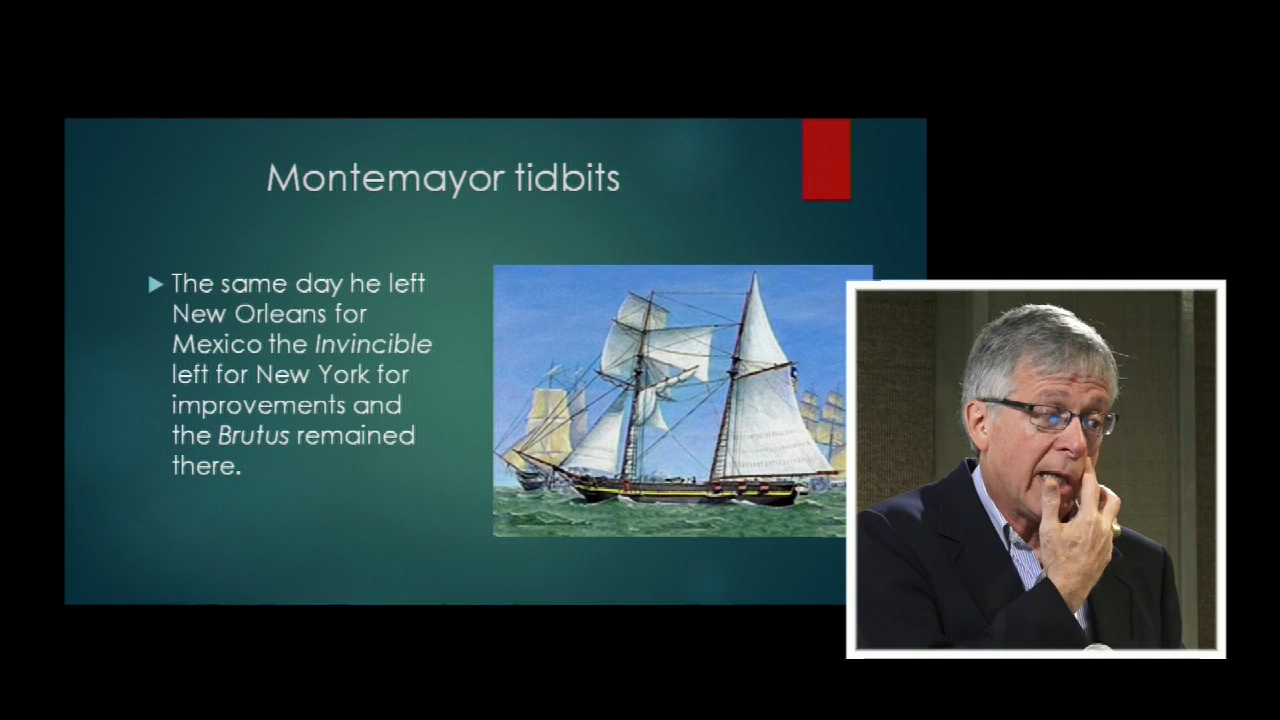 Montemayor tidbits
The same day he left
New Orleans for
Mexico the Invincible
left for New York for
improvements and
the Brutus remained
there.